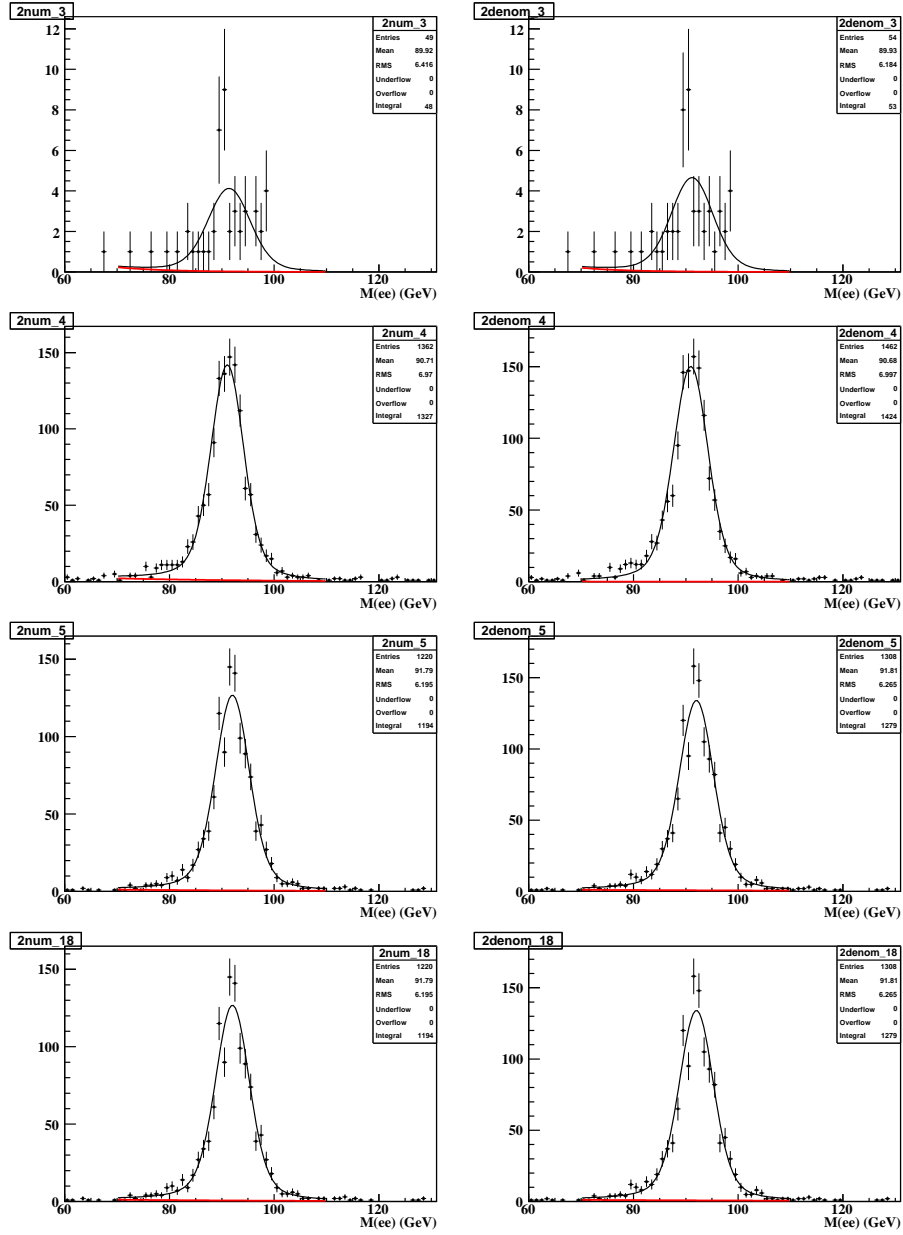 2num_3
2num_3
Entries 49
Mean 89.92
RMS 6.416
Underflow 0
Overflow 0
Integral 48
12
10
8
6
4
2
0
60 80 100 120
M(ee) (GeV)
2denom_3
2denom_3
Entries 54
Mean 89.93
RMS 6.184
Underflow 0
Overflow 0
Integral 53
12
10
8
6
4
2
0
60 80 100 120
M(ee) (GeV)
2num_4
2num_4
Entries 1362
Mean 90.71
RMS 6.97
Underflow 0
Overflow 0
Integral 1327
150
100
50
0
60 80 100 120
M(ee) (GeV)
2denom_4
2denom_4
Entries 1462
Mean 90.68
RMS 6.997
Underflow 0
Overflow 0
Integral 1424
150
100
50
0
60 80 100 120
M(ee) (GeV)
2num_5
2num_5
Entries 1220
Mean 91.79
RMS 6.195
Underflow 0
Overflow 0
Integral 1194
150
100
50
0
60 80 100 120
M(ee) (GeV)
2denom_5
2denom_5
Entries 1308
Mean 91.81
RMS 6.265
Underflow 0
Overflow 0
Integral 1279
150
100
50
0
60 80 100 120
M(ee) (GeV)
2num_18
2num_18
Entries 1220
Mean 91.79
RMS 6.195
Underflow 0
Overflow 0
Integral 1194
150
100
50
0
60 80 100 120
M(ee) (GeV)
2denom_18
2denom_18
Entries 1308
Mean 91.81
RMS 6.265
Underflow 0
Overflow 0
Integral 1279
150
100
50
0
60 80 100 120
M(ee) (GeV)